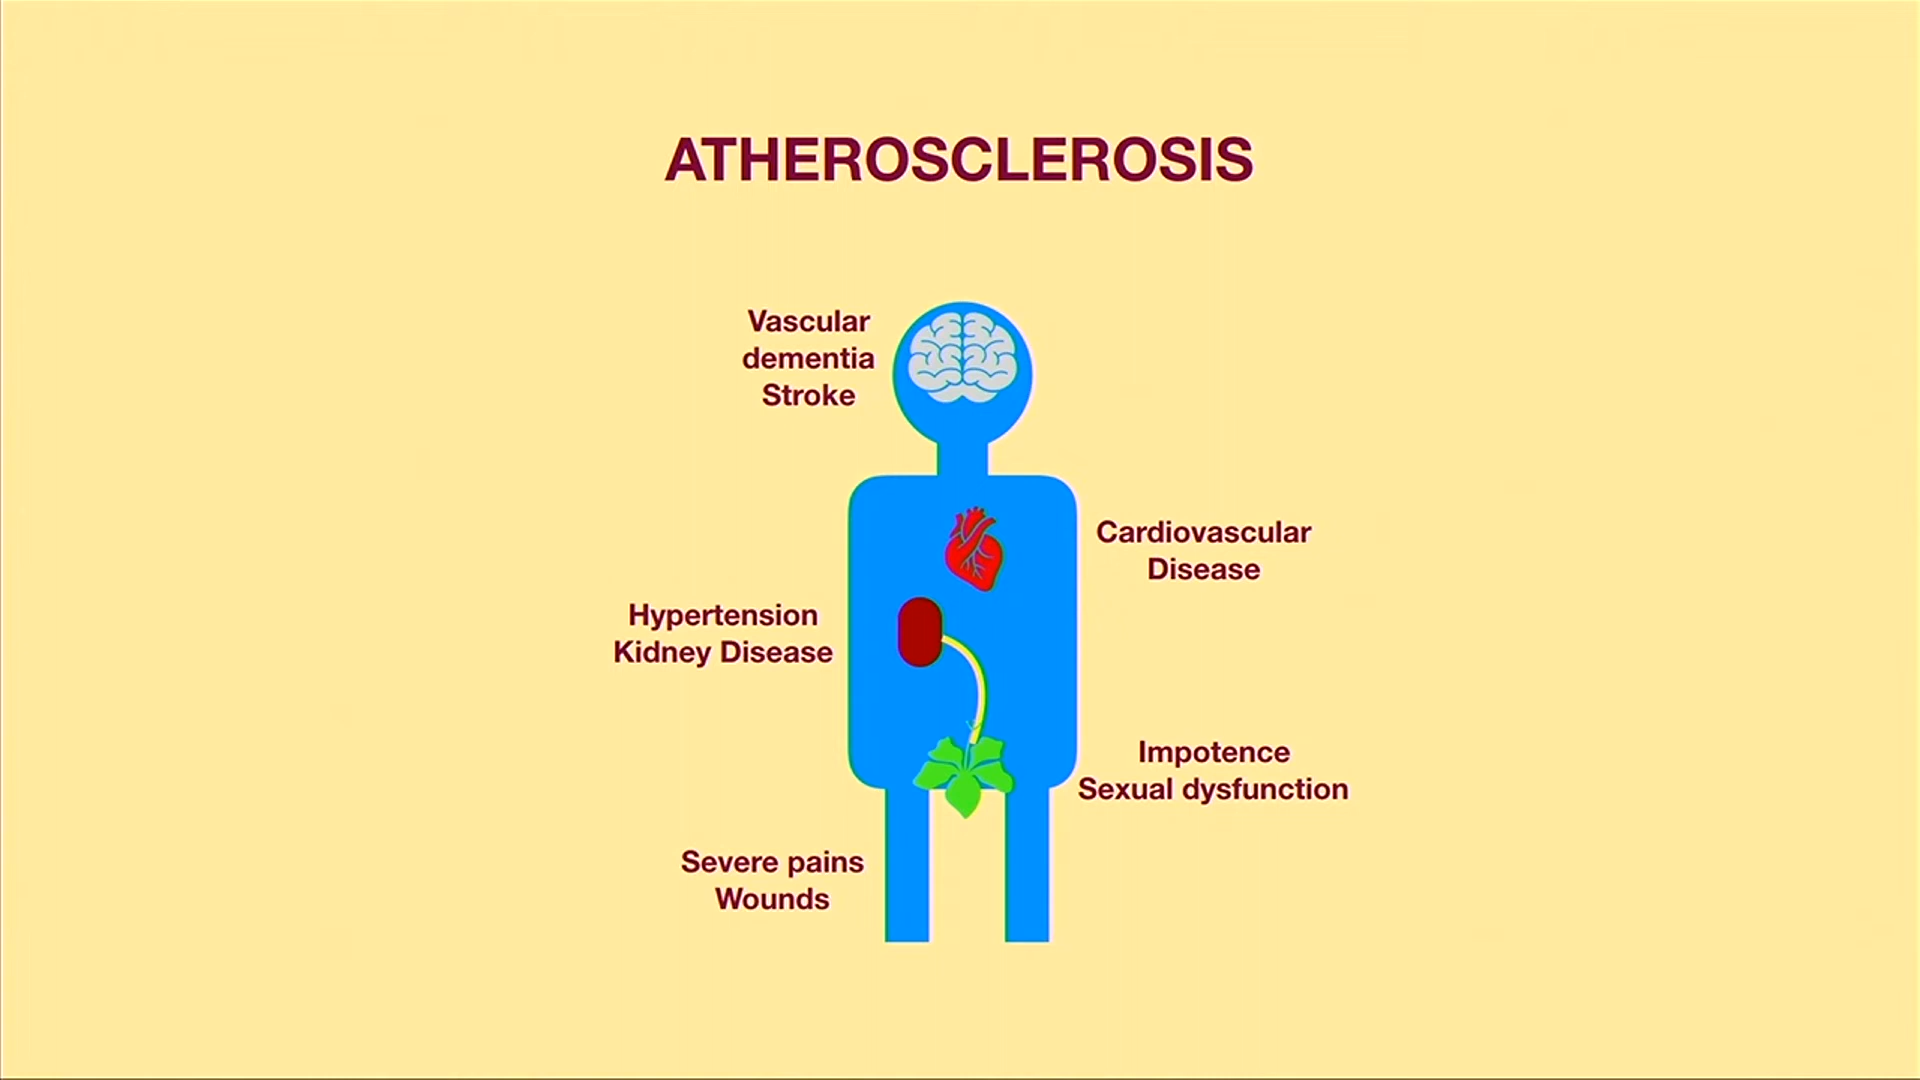 ATHEROSCLEROSIS
Vascular
dementia
Stroke
Cardiovascular
Disease
Hypertension
Kidney Disease
Impotence
Sexual dysfunction
Severe pains
Wounds